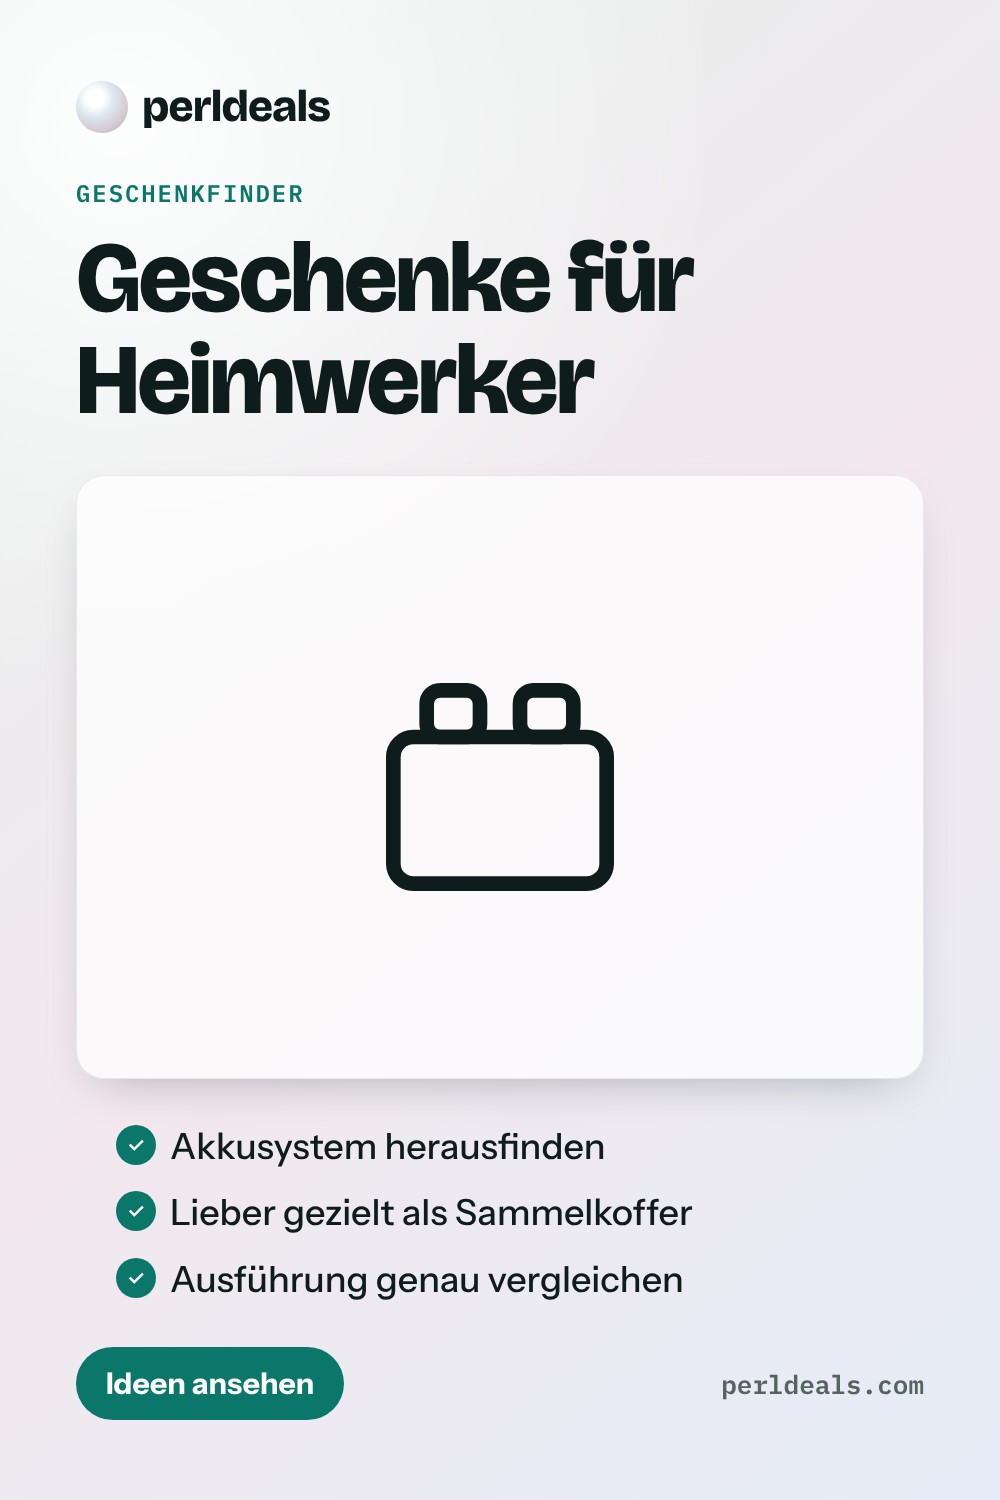 perldeals
GESCHENKFINDER
Geschenke für
Heimwerker
Akkusystem herausfinden
Lieber gezielt als Sammelkoffer
Ausführung genau vergleichen
Ideen ansehen
perldeals.com